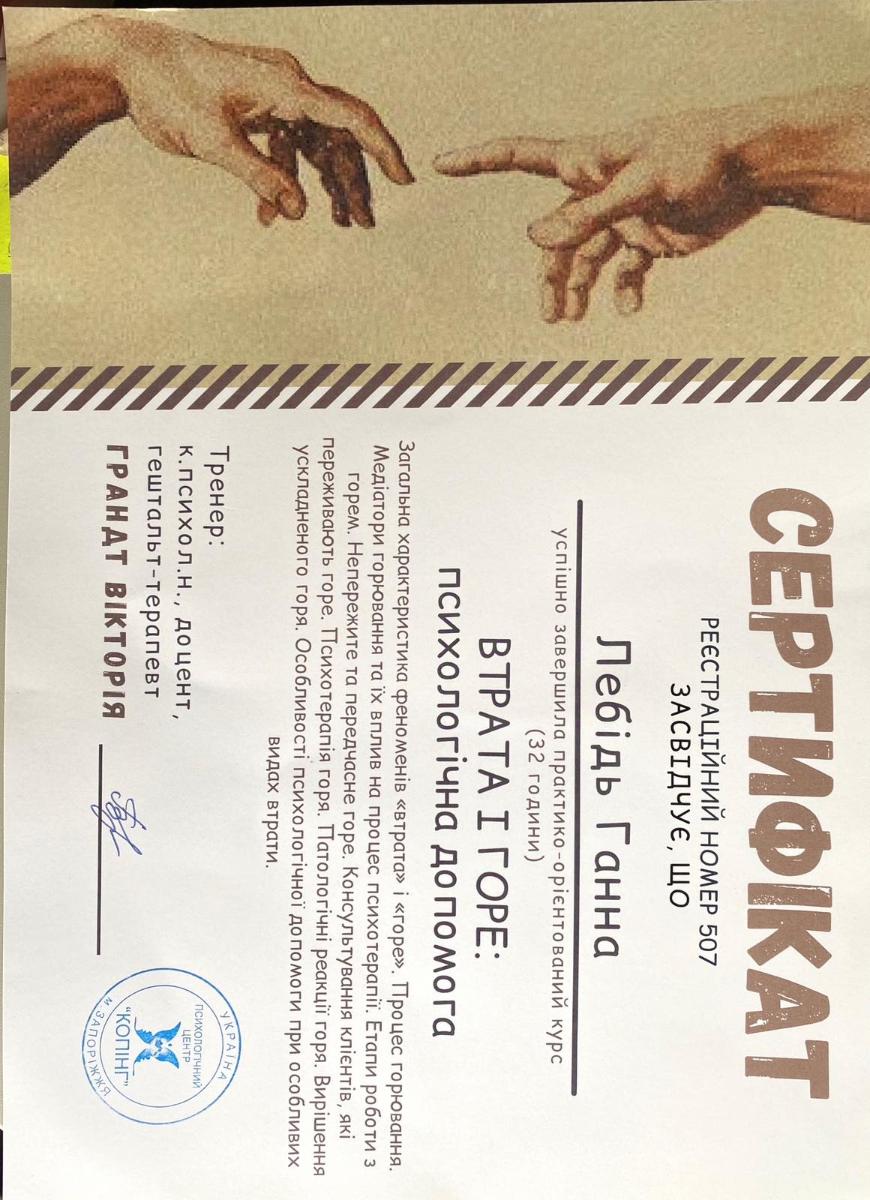 СЕРТИФІКАТ
РЕЄСТРАЦІЙНИЙ НОМЕР 507
ЗАСВІДЧУЄ, ЩО
Лебідь Ганна
успішно завершила практико-орієнтований курс
(32 години)
ВТРАТА І ГОРЕ:
ПСИХОЛОГІЧНА ДОПОМОГА
Загальна характеристика феноменів «втрата» і «горе». Процес горювання.
Медіатори горювання та їх вплив на процес психотерапії. Етапи роботи з
горем. Непережите та передчасне горе. Консультування клієнтів, які
переживають горе. Психотерапія горя. Патологічні реакції горя. Вирішення
ускладненого горя. Особливості психологічної допомоги при особливих
видах втрати.
Тренер:
к.психол.н., доцент,
гештальт-терапевт
ГРАНДТ ВІКТОРІЯ
УКРАЇНА
ПСИХОЛОГІЧНИЙ
ЦЕНТР
"КОПІНГ"
М ЗАПОРІЖЖЯ